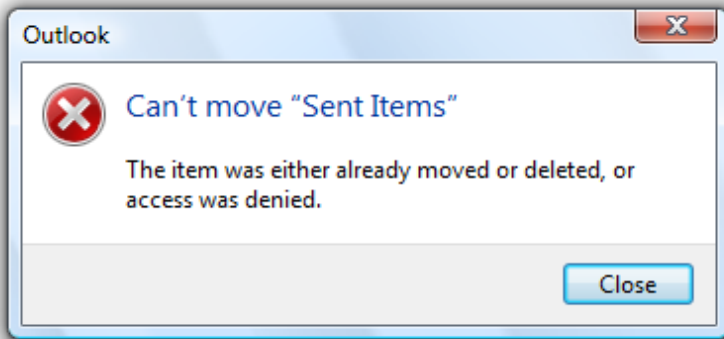 Outlook
Can't move "Sent Items"
The item was either already moved or deleted, or
access was denied.
Close